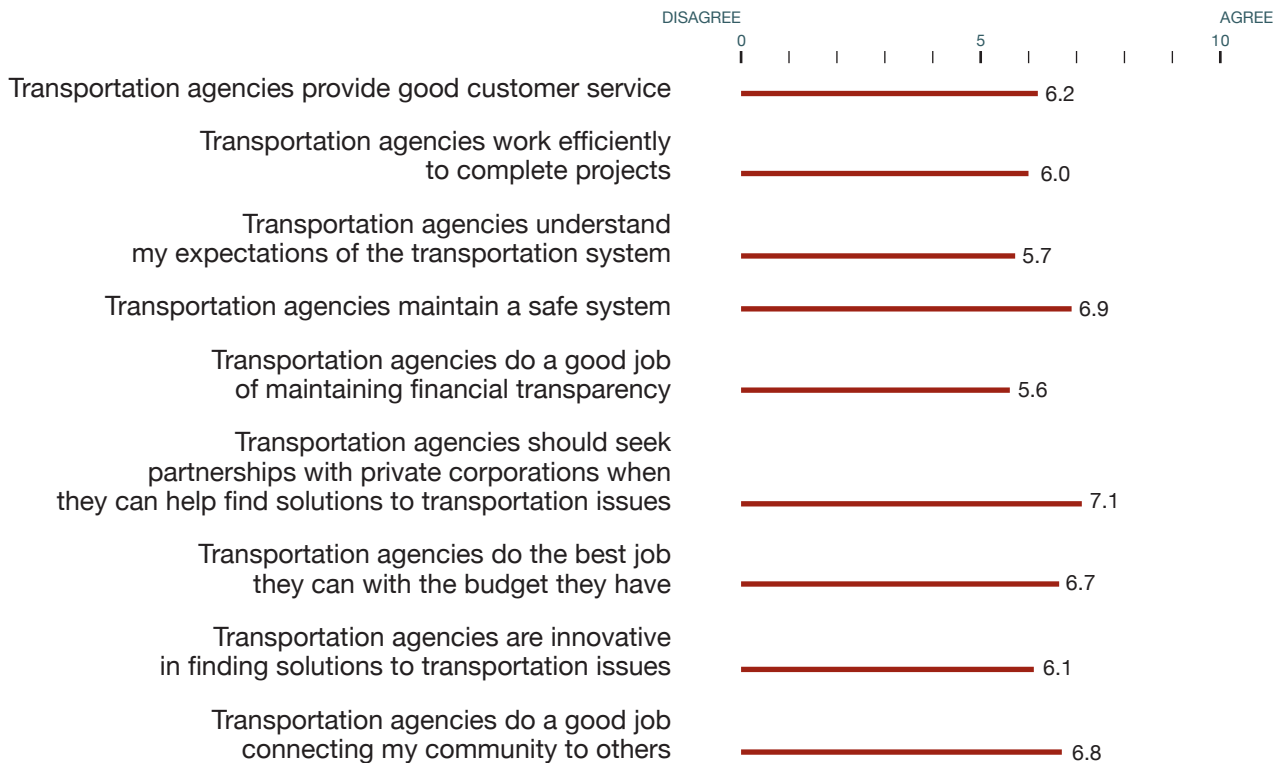 DISAGREE AGREE
0 5 10
Transportation agencies provide good customer service 6.2
Transportation agencies work efficiently
to complete projects 6.0
Transportation agencies understand
my expectations of the transportation system 5.7
Transportation agencies maintain a safe system 6.9
Transportation agencies do a good job
of maintaining financial transparency 5.6
Transportation agencies should seek
partnerships with private corporations when
they can help find solutions to transportation issues 7.1
Transportation agencies do the best job
they can with the budget they have 6.7
Transportation agencies are innovative
in finding solutions to transportation issues 6.1
Transportation agencies do a good job
connecting my community to others 6.8